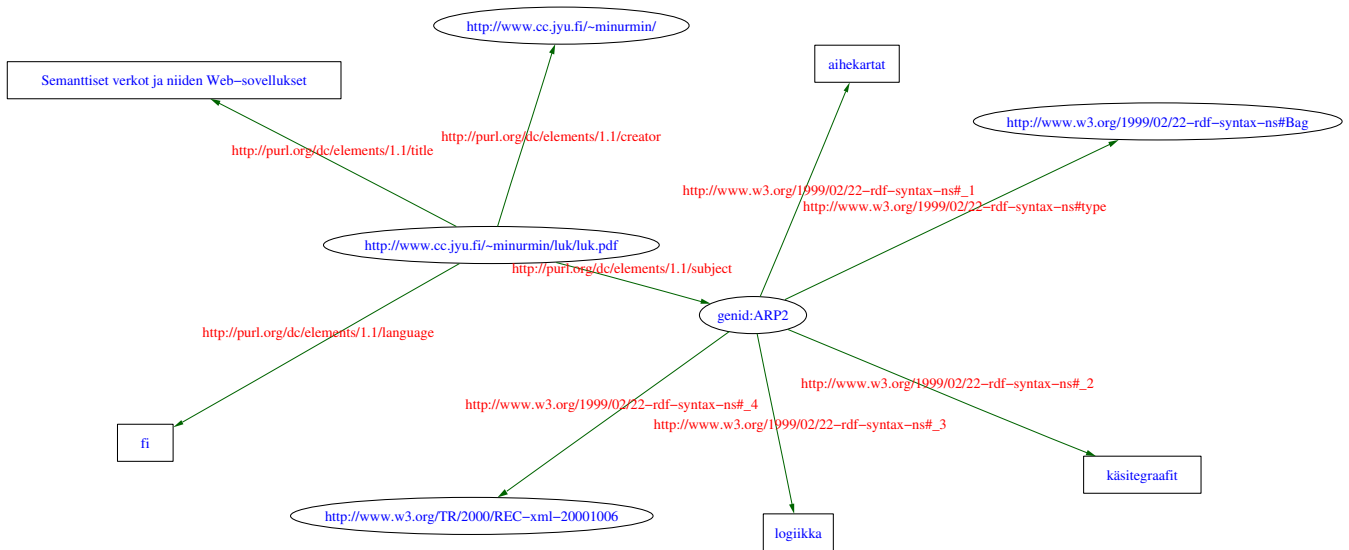 http://www.cc.jyu.fi/~minurmin/
aihekartat
Semanttiset verkot ja niiden Web−sovellukset
http://www.w3.org/1999/02/22−rdf−syntax−ns#Bag
http://purl.org/dc/elements/1.1/creator
http://purl.org/dc/elements/1.1/title
http://www.w3.org/1999/02/22−rdf−syntax−ns#_1
http://www.w3.org/1999/02/22−rdf−syntax−ns#type
http://www.cc.jyu.fi/~minurmin/luk/luk.pdf
http://purl.org/dc/elements/1.1/subject
genid:ARP2
http://purl.org/dc/elements/1.1/language
http://www.w3.org/1999/02/22−rdf−syntax−ns#_2
http://www.w3.org/1999/02/22−rdf−syntax−ns#_4
http://www.w3.org/1999/02/22−rdf−syntax−ns#_3
fi
käsitegraafit
http://www.w3.org/TR/2000/REC−xml−20001006
logiikka